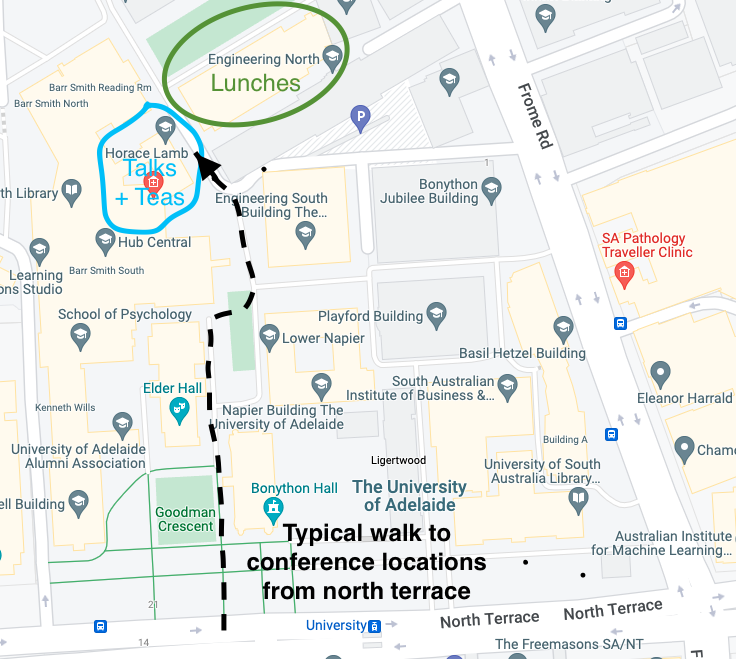 Engineering North
Lunches
Barr Smith Reading Rm
Barr Smith North
P
Frome Rd
Horace Lamb
Talks
+ Teas
1
th Library
Engineering South
Building The...
Bonython
Jubilee Building
Hub Central
SA Pathology
Traveller Clinic
Learning
ons Studio
Barr Smith South
School of Psychology
Playford Building
Lower Napier
Basil Hetzel Building
Elder Hall
South Australian
Institute of Business &...
Eleanor Harrald
Kenneth Wills
Napier Building The
University of Adelaide
University of Adelaide
Alumni Association
Building A
Chame
Ligertwood
University of South
Australia Library...
ell Building
Bonython Hall
The University
of Adelaide
Goodman
Crescent
Typical walk to
conference locations
from north terrace
Australian Institute
for Machine Learning...
21
North Terrace
North Terrace
University
14
The Freemasons SA/NT
F